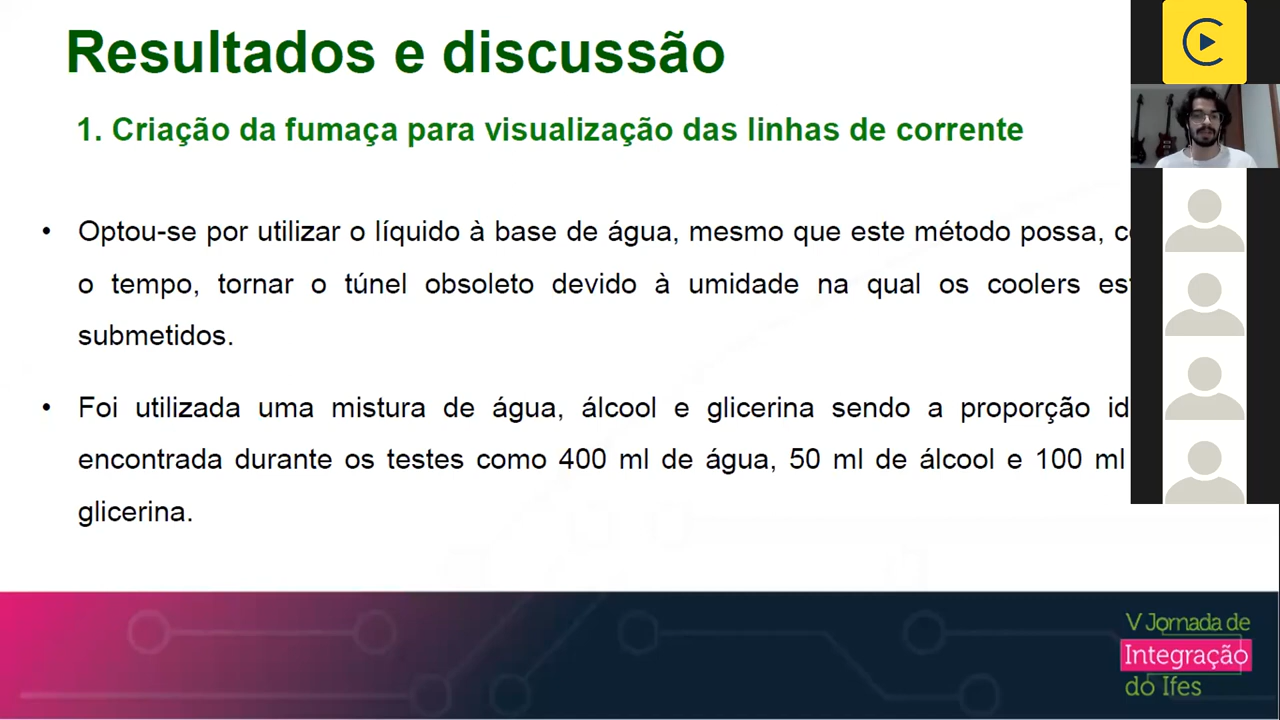 Resultados e discussão
1. Criação da fumaça para visualização das linhas de corrente
• Optou-se por utilizar o líquido à base de água, mesmo que este método possa,
o tempo, tornar o túnel obsoleto devido à umidade na qual os coolers
submetidos.
• Foi utilizada uma mistura de água, álcool e glicerina sendo a proporção
encontrada durante os testes como 400 ml de água, 50 ml de álcool e 100 ml
glicerina.
V Jornada de
Integração
do Ifes